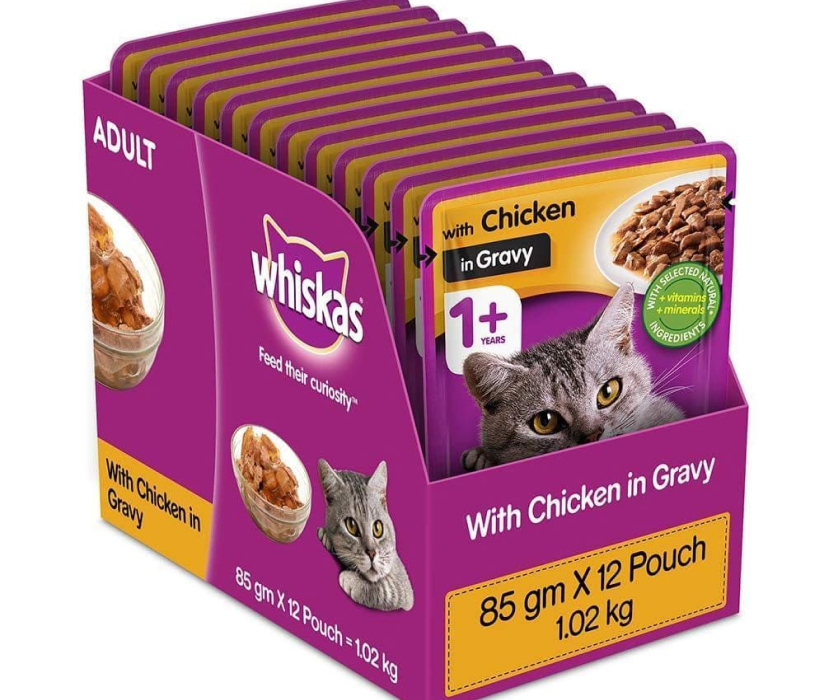 ADULT
whiskas®
Feed their curiosity™
With Chicken in
Gravy
85 gm X 12 Pouch = 1.02 kg
with Chicken
in Gravy
1+
YEARS
WITH SELECTED NATURAL
+ vitamins
+ minerals
INGREDIENTS
With Chicken in Gravy
85 gm X 12 Pouch
1.02 kg